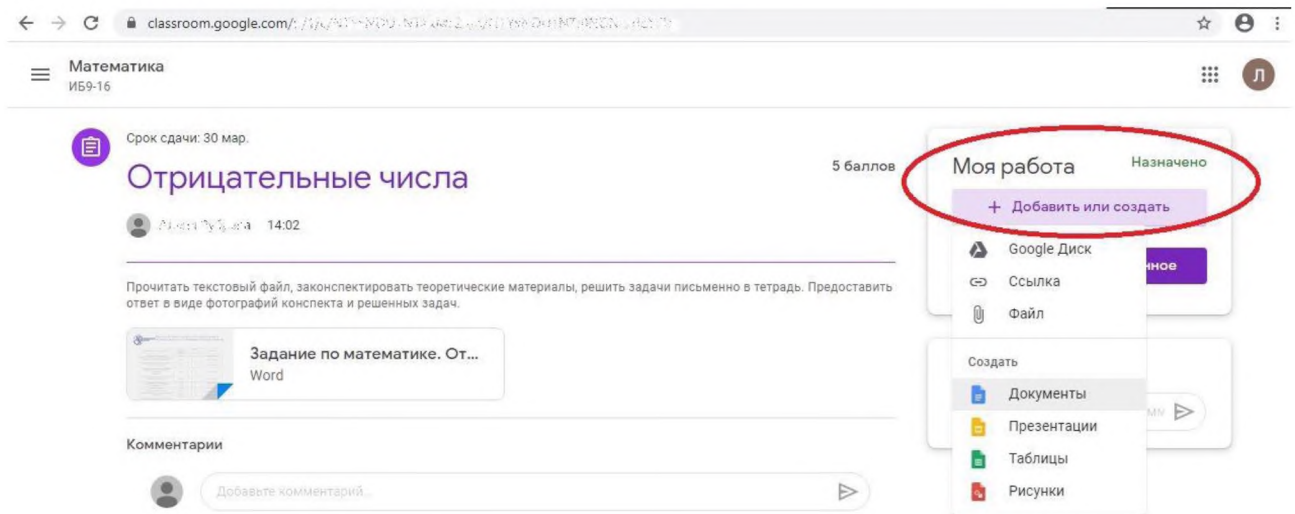 classroom.google.com/
Математика
ИБ9-16
Л
Срок сдачи: 30 мар.
Отрицательные числа
5 баллов
14:02
Прочитать текстовый файл, законспектировать теоретические материалы, решить задачи письменно в тетрадь. Предоставить
ответ в виде фотографий конспекта и решенных задач.
Задание по математике. От...
Word
Комментарии
Добавьте комментарий...
Моя работа
Назначено
+ Добавить или создать
Google Диск
нное
Ссылка
Файл
Создать
Документы
Презентации
Таблицы
Рисунки